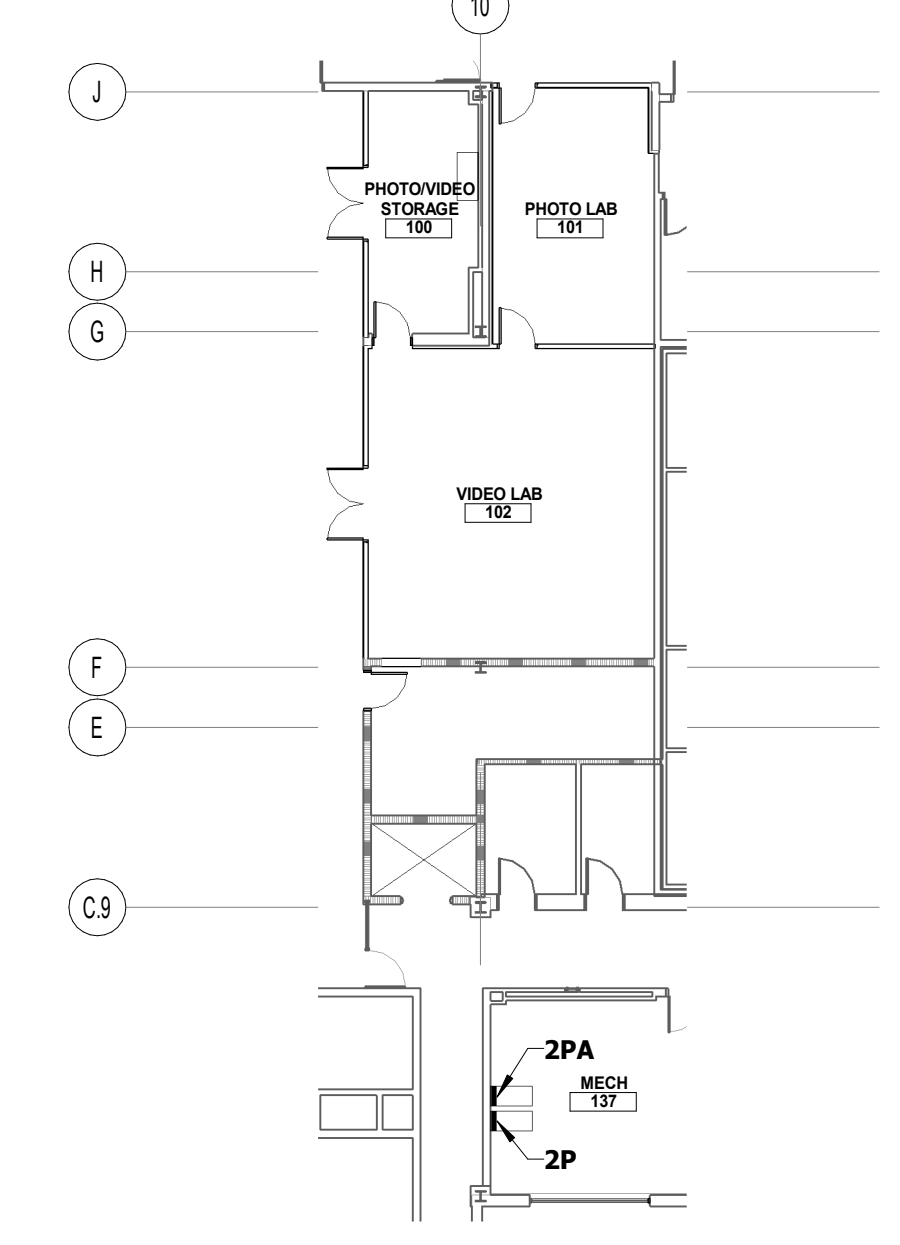 10
J
PHOTO/VIDEO
STORAGE
100
PHOTO LAB
101
H
G
VIDEO LAB
102
F
E
C.9
2PA
MECH
137
2P